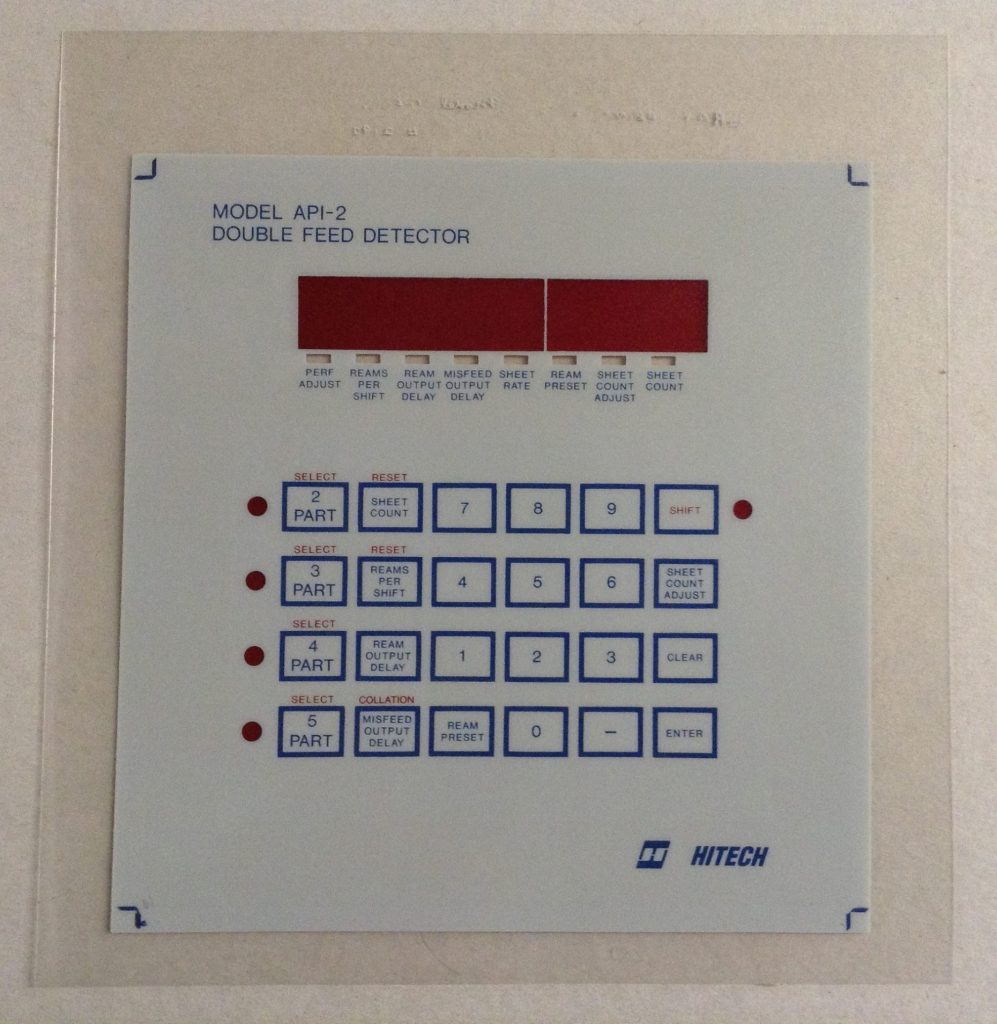 MODEL API-2
DOUBLE FEED DETECTOR
PERF ADJUST
REAMS PER SHIFT
REAM OUTPUT DELAY
MISFEED OUTPUT DELAY
SHEET RATE
REAM PRESET
SHEET COUNT ADJUST
SHEET COUNT
SELECT
RESET
2 PART
SHEET COUNT
7
8
9
SHIFT
SELECT
RESET
3 PART
REAMS PER SHIFT
4
5
6
SHEET COUNT ADJUST
SELECT
4 PART
REAM OUTPUT DELAY
1
2
3
CLEAR
SELECT
COLLATION
5 PART
MISFEED OUTPUT DELAY
REAM PRESET
0
–
ENTER
H HITECH